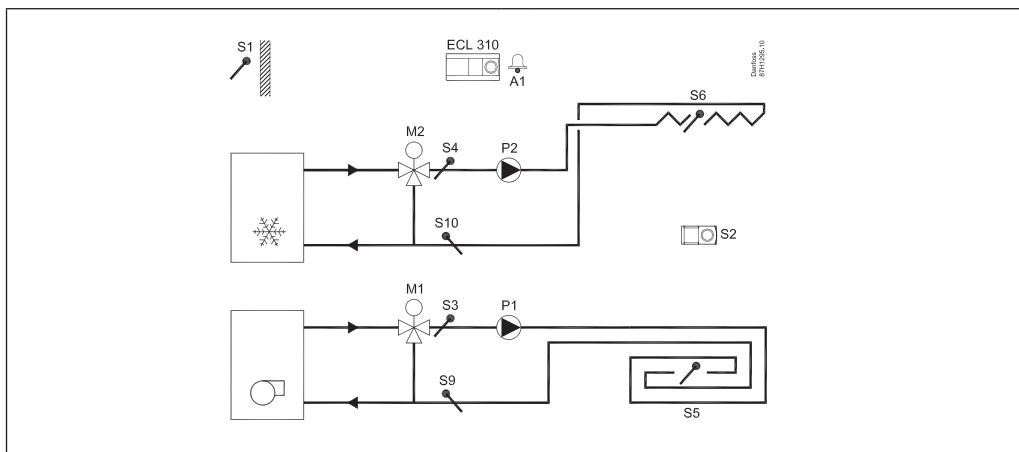 S1
ECL 310
A1
Danfoss
87H1295.10
S6
M2
S4
P2
S10
S2
M1
S3
P1
S9
S5